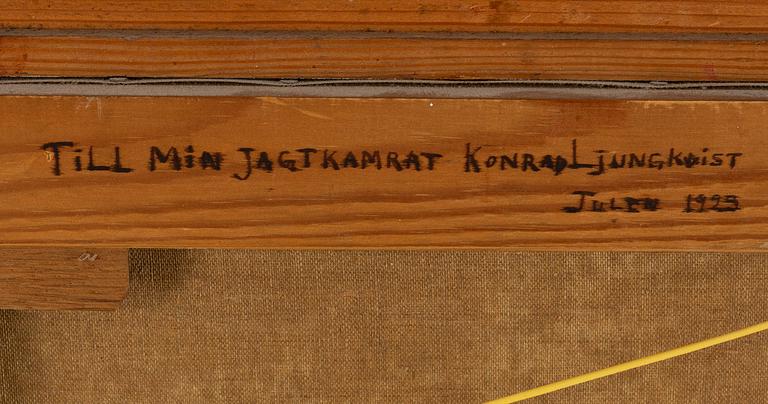 TiLL MiN JAGTKAMRAT KONRAD LJUNGKVIST
JULEN 1925